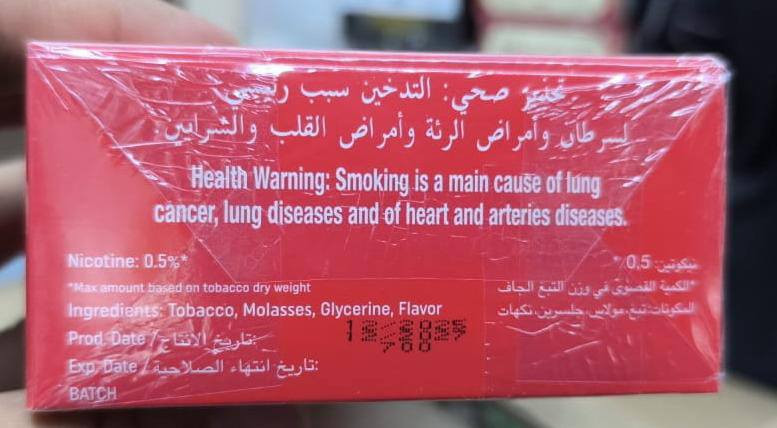 تحذير صحي: التدخين سبب رئيسي
لسرطان وأمراض الرئة وأمراض القلب والشرايين.
Health Warning: Smoking is a main cause of lung
cancer, lung diseases and of heart and arteries diseases.
Nicotine: 0.5%*
*Max amount based on tobacco dry weight
Ingredients: Tobacco, Molasses, Glycerine, Flavor
Prod. Date / تاريخ الانتاج:
Exp. Date / تاريخ انتهاء الصلاحية:
BATCH
نيكوتين: 0,5
*الكمية القصوى في وزن التبغ الجاف
المكونات: تبغ، مولاس، جلسرين، نكهات